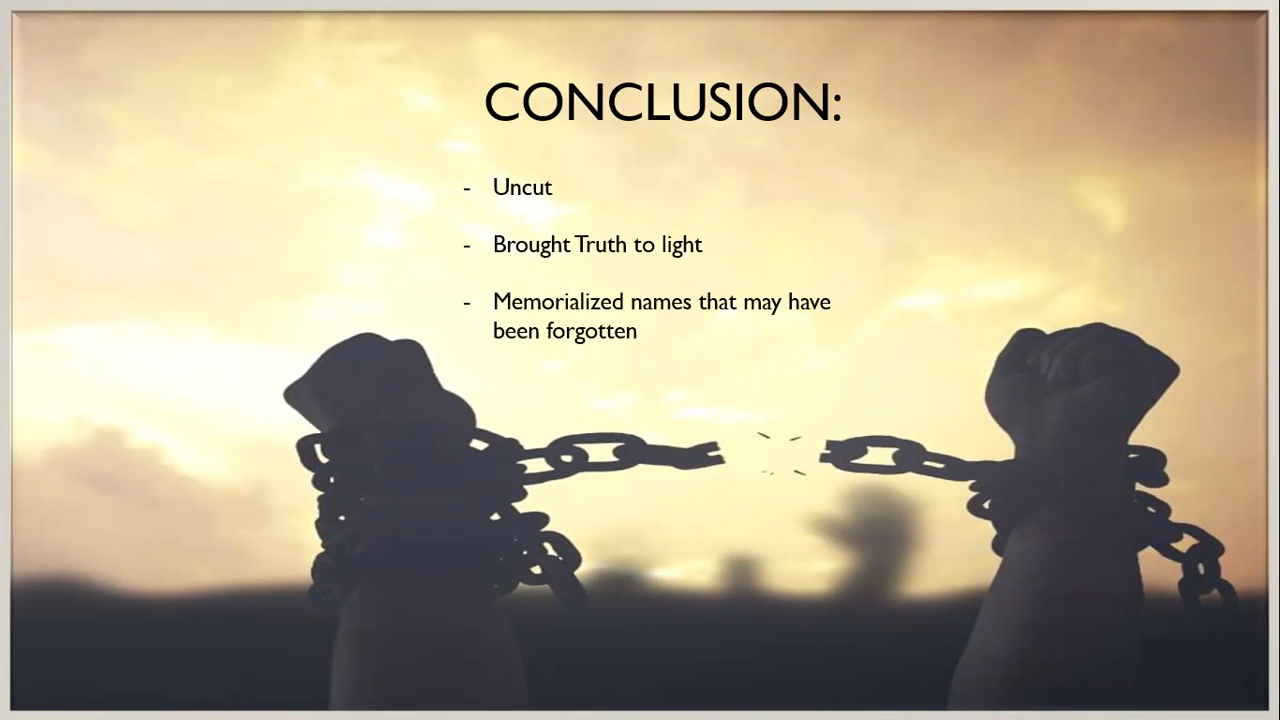 CONCLUSION:
- Uncut
- Brought Truth to light
- Memorialized names that may have
been forgotten